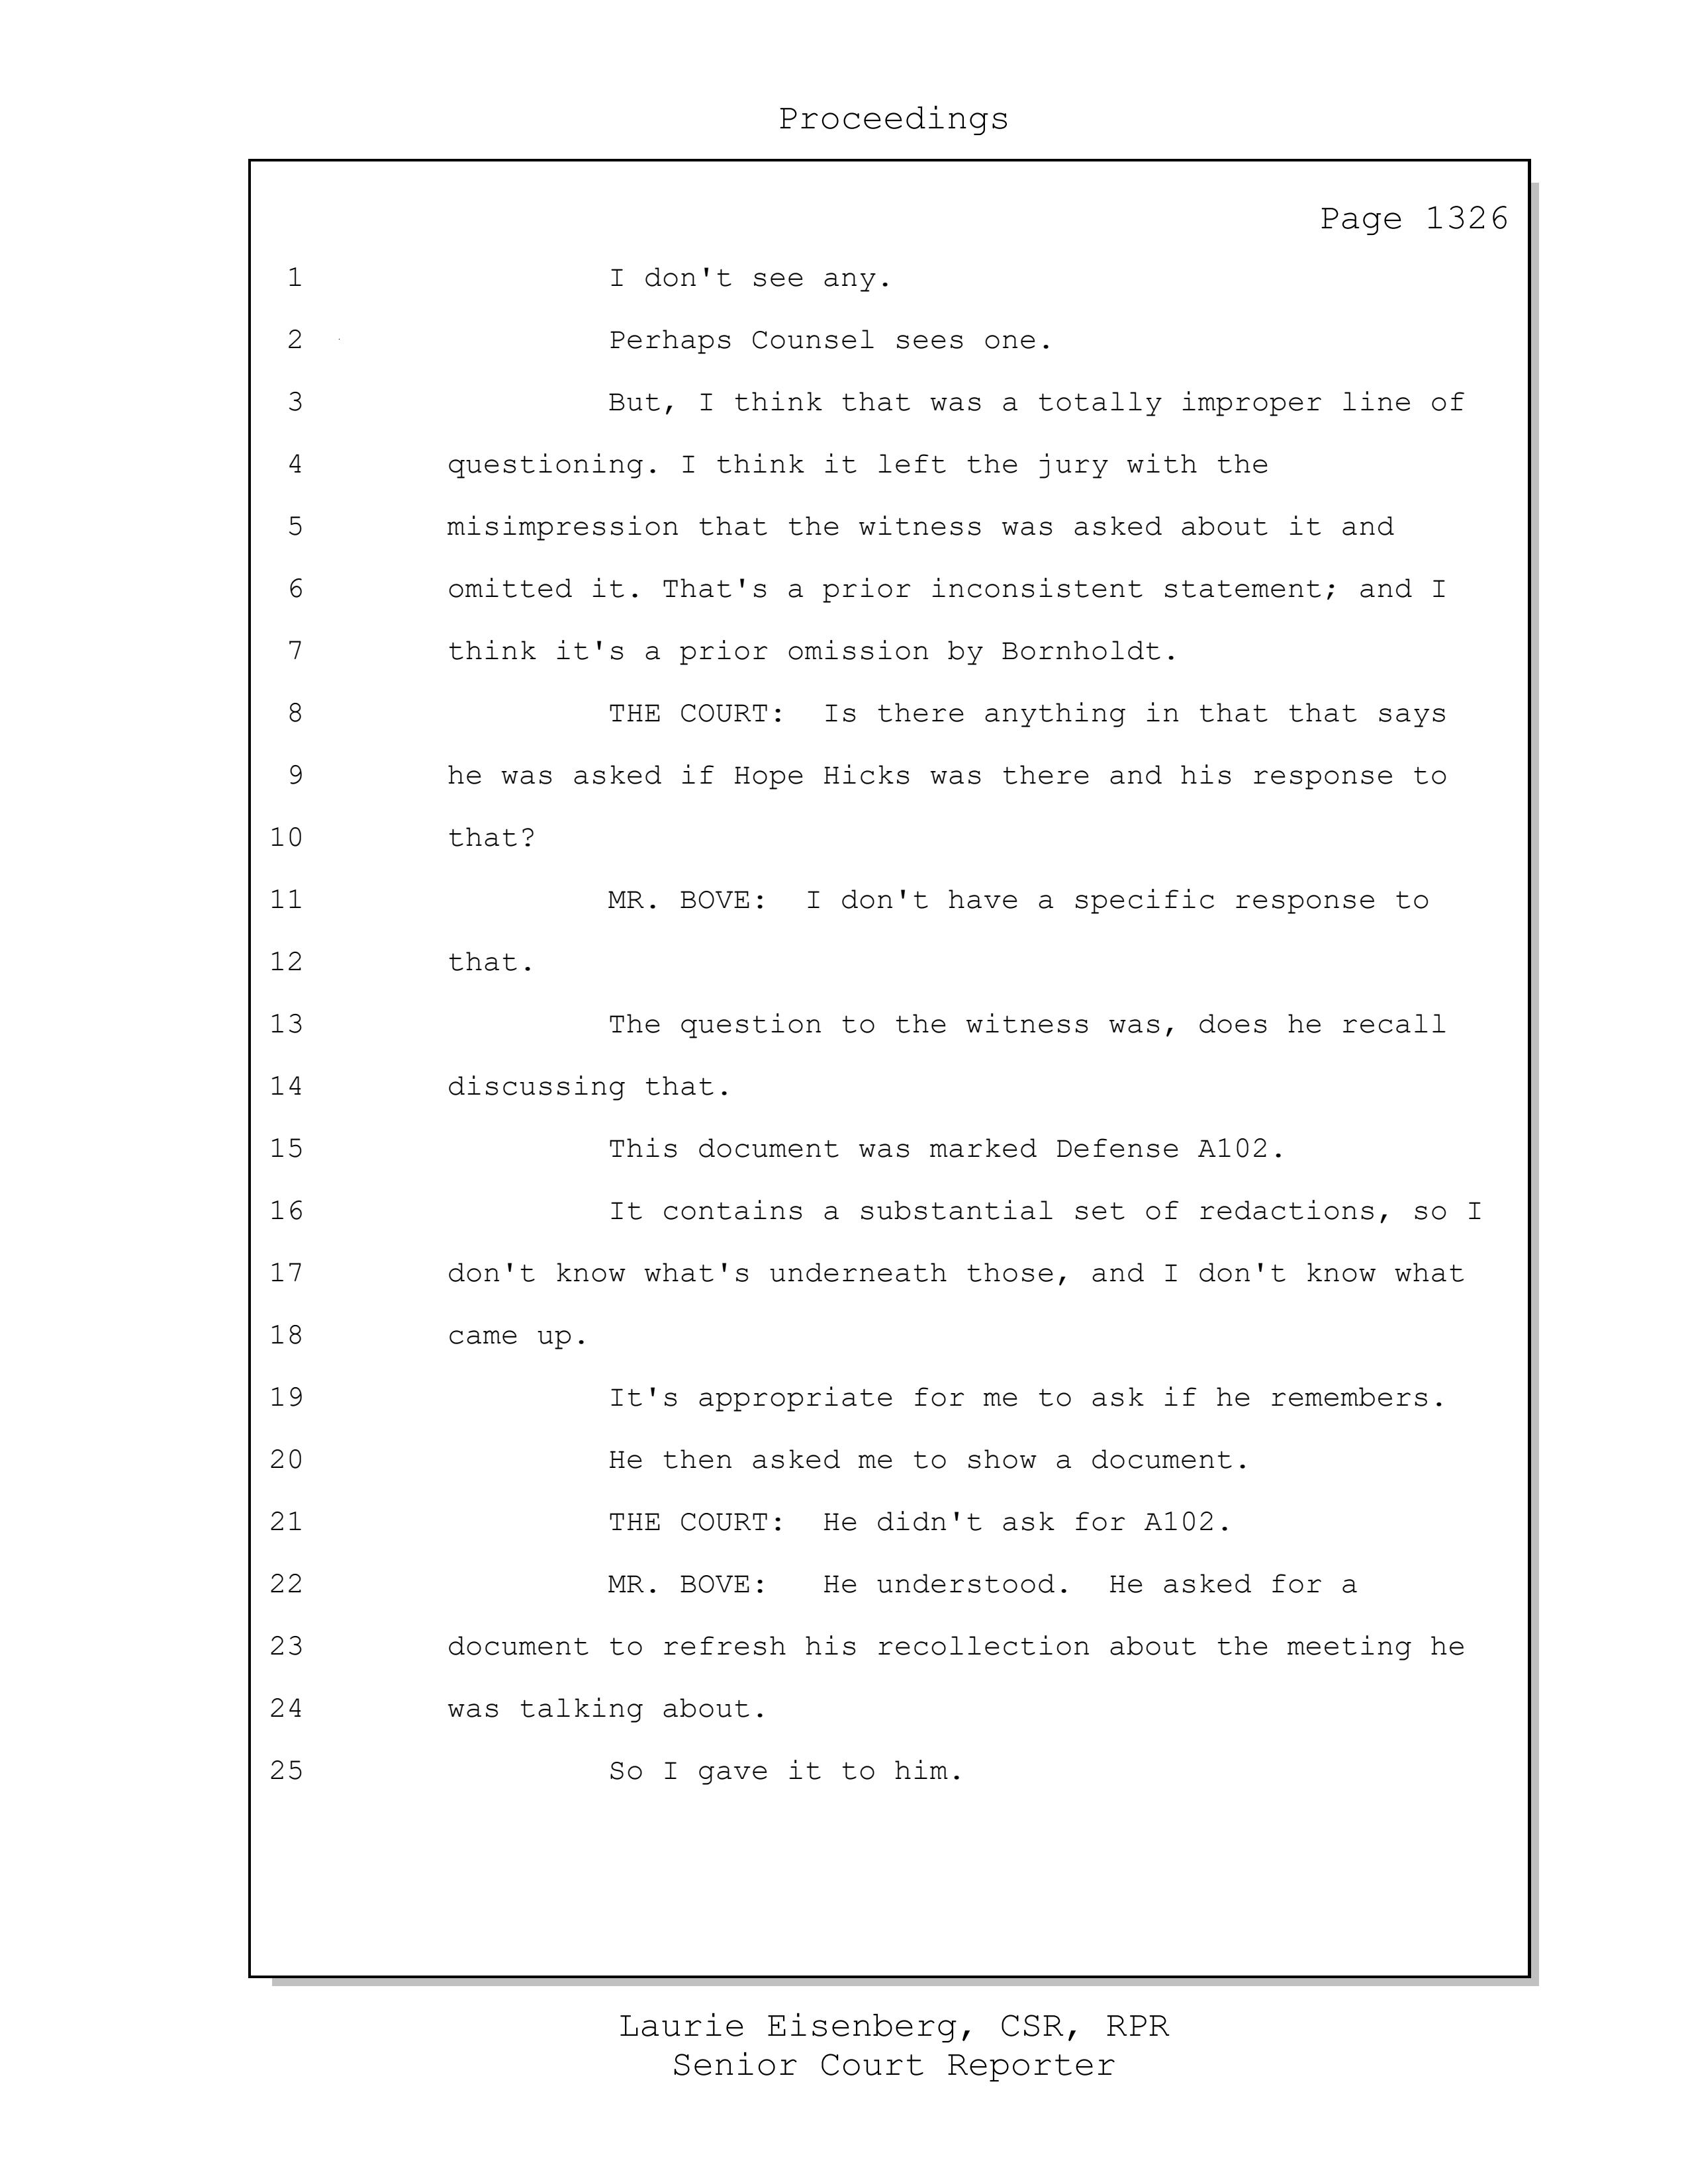 Proceedings
Page 1326
1 I don't see any.
2 Perhaps Counsel sees one.
3 But, I think that was a totally improper line of
4 questioning. I think it left the jury with the
5 misimpression that the witness was asked about it and
6 omitted it. That's a prior inconsistent statement; and I
7 think it's a prior omission by Bornholdt.
8 THE COURT: Is there anything in that that says
9 he was asked if Hope Hicks was there and his response to
10 that?
11 MR. BOVE: I don't have a specific response to
12 that.
13 The question to the witness was, does he recall
14 discussing that.
15 This document was marked Defense A102.
16 It contains a substantial set of redactions, so I
17 don't know what's underneath those, and I don't know what
18 came up.
19 It's appropriate for me to ask if he remembers.
20 He then asked me to show a document.
21 THE COURT: He didn't ask for A102.
22 MR. BOVE: He understood. He asked for a
23 document to refresh his recollection about the meeting he
24 was talking about.
25 So I gave it to him.
Laurie Eisenberg, CSR, RPR
Senior Court Reporter